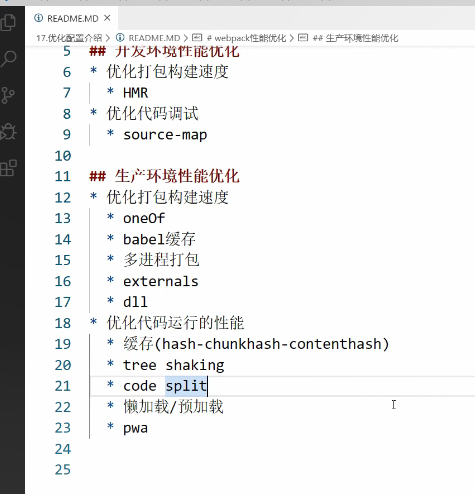 README.MD ×
17.优化配置介绍 > README.MD > # webpack性能优化 > ## 生产环境性能优化
5 ## 开发环境性能优化
6 * 优化打包构建速度
7 * HMR
8 * 优化代码调试
9 * source-map
10
11 ## 生产环境性能优化
12 * 优化打包构建速度
13 * oneOf
14 * babel缓存
15 * 多进程打包
16 * externals
17 * dll
18 * 优化代码运行的性能
19 * 缓存(hash-chunkhash-contenthash)
20 * tree shaking
21 * code split
22 * 懒加载/预加载
23 * pwa
24
25